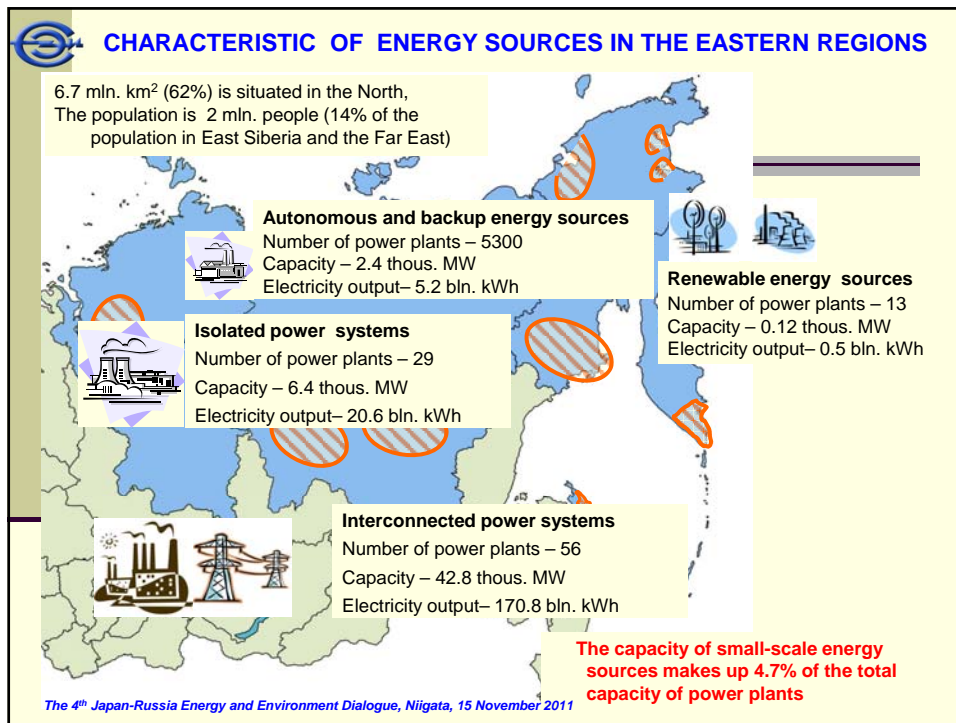 CHARACTERISTIC OF ENERGY SOURCES IN THE EASTERN REGIONS
6.7 mln. km² (62%) is situated in the North,
The population is 2 mln. people (14% of the
population in East Siberia and the Far East)
Autonomous and backup energy sources
Number of power plants – 5300
Capacity – 2.4 thous. MW
Electricity output– 5.2 bln. kWh
Renewable energy sources
Number of power plants – 13
Capacity – 0.12 thous. MW
Electricity output– 0.5 bln. kWh
Isolated power systems
Number of power plants – 29
Capacity – 6.4 thous. MW
Electricity output– 20.6 bln. kWh
Interconnected power systems
Number of power plants – 56
Capacity – 42.8 thous. MW
Electricity output– 170.8 bln. kWh
The capacity of small-scale energy
sources makes up 4.7% of the total
capacity of power plants
The 4th Japan-Russia Energy and Environment Dialogue, Niigata, 15 November 2011